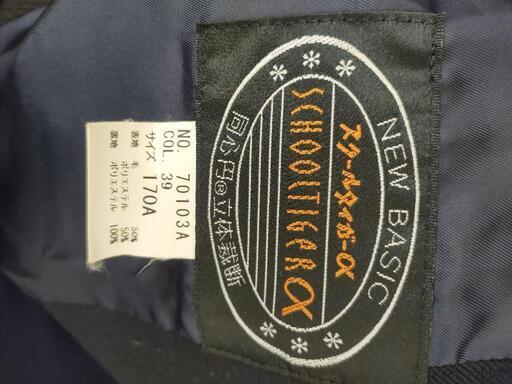 NEW BASIC
***
スクールタイガーα
SCHOOLTIGER α
***
同心円®立体裁断
NO. 70103A
COL. 39
サイズ 170A
表地 毛 50%
ポリエステル 50%
裏地 ポリエステル 100%